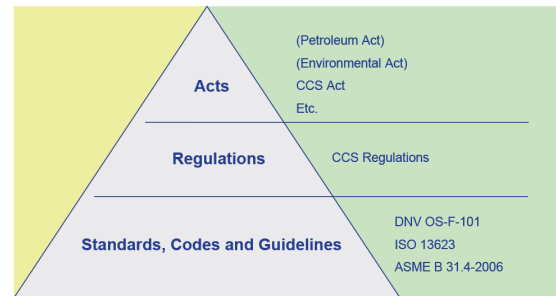 (Petroleum Act)
(Environmental Act)
Acts
CCS Act
Etc.
Regulations
CCS Regulations
DNV OS-F-101
Standards, Codes and Guidelines
ISO 13623
ASME B 31.4-2006